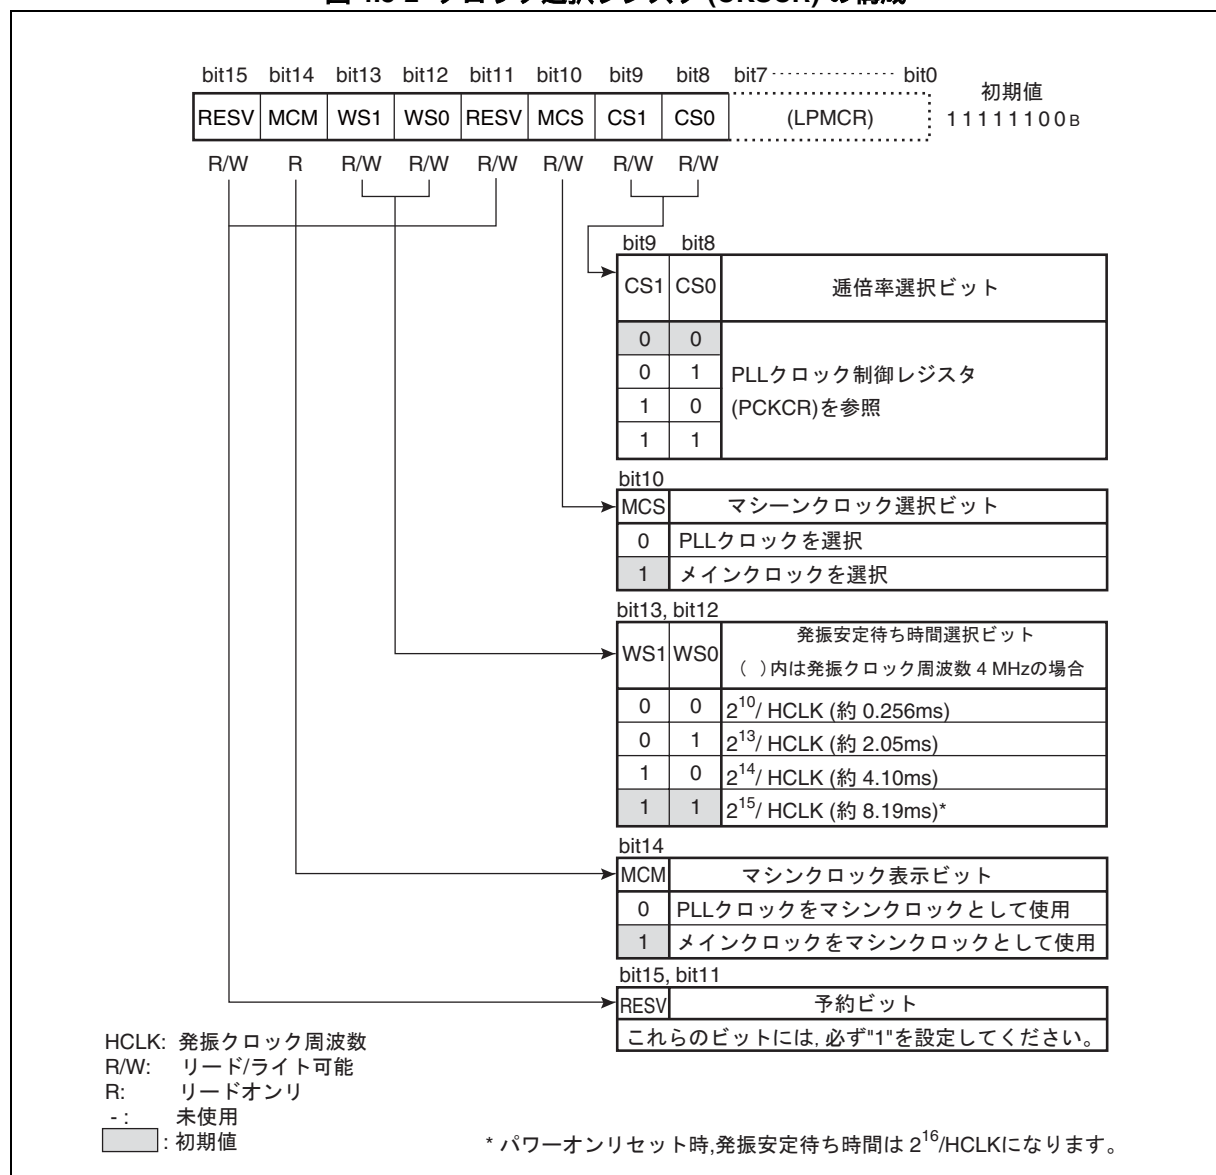 bit15 bit14 bit13 bit12 bit11 bit10 bit9 bit8 bit7 bit0
初期値
RESV MCM WS1 WS0 RESV MCS CS1 CS0 (LPMCR) 11111100B
R/W R R/W R/W R/W R/W R/W R/W
bit9 bit8
CS1 CS0 逓倍率選択ビット
0 0
0 1 PLLクロック制御レジスタ
1 0 (PCKCR)を参照
1 1
bit10
MCS マシーンクロック選択ビット
0 PLLクロックを選択
1 メインクロックを選択
bit13, bit12
WS1 WS0 発振安定待ち時間選択ビット
( )内は発振クロック周波数 4 MHzの場合
0 0 2^10/ HCLK (約 0.256ms)
0 1 2^13/ HCLK (約 2.05ms)
1 0 2^14/ HCLK (約 4.10ms)
1 1 2^15/ HCLK (約 8.19ms)*
bit14
MCM マシンクロック表示ビット
0 PLLクロックをマシンクロックとして使用
1 メインクロックをマシンクロックとして使用
bit15, bit11
RESV 予約ビット
これらのビットには, 必ず"1"を設定してください。
HCLK: 発振クロック周波数
R/W: リード/ライト可能
R: リードオンリ
- : 未使用
: 初期値
* パワーオンリセット時,発振安定待ち時間は 2^16/HCLKになります。